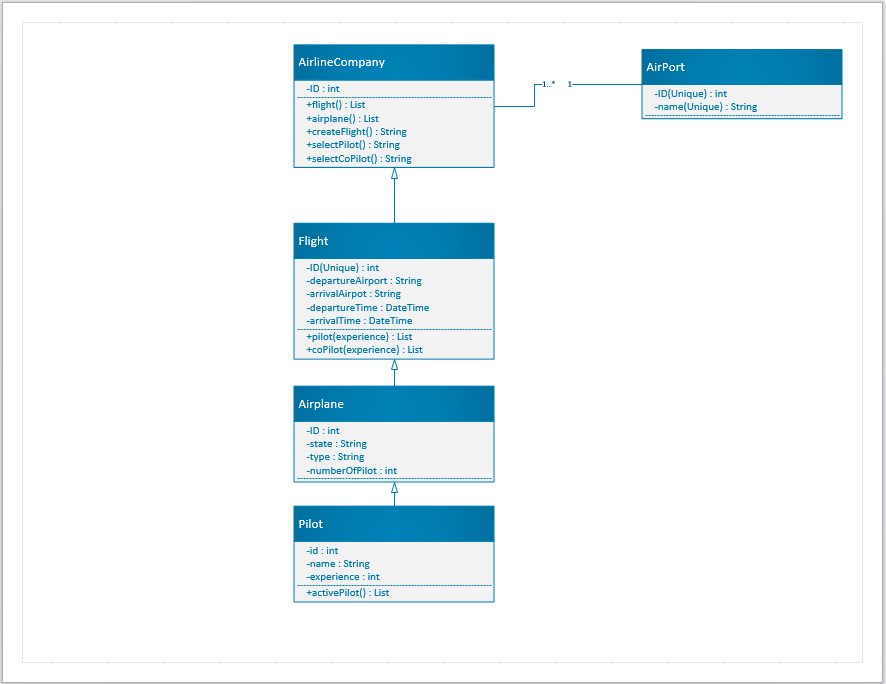 AirlineCompany
-ID : int
+flight() : List
+airplane() : List
+createFlight() : String
+selectPilot() : String
+selectCoPilot() : String
1..*
1
AirPort
-ID(Unique) : int
-name(Unique) : String
Flight
-ID(Unique) : int
-departureAirport : String
-arrivalAirpot : String
-departureTime : DateTime
-arrivalTime : DateTime
+pilot(experience) : List
+coPilot(experience) : List
Airplane
-ID : int
-state : String
-type : String
-numberOfPilot : int
Pilot
-id : int
-name : String
-experience : int
+activePilot() : List